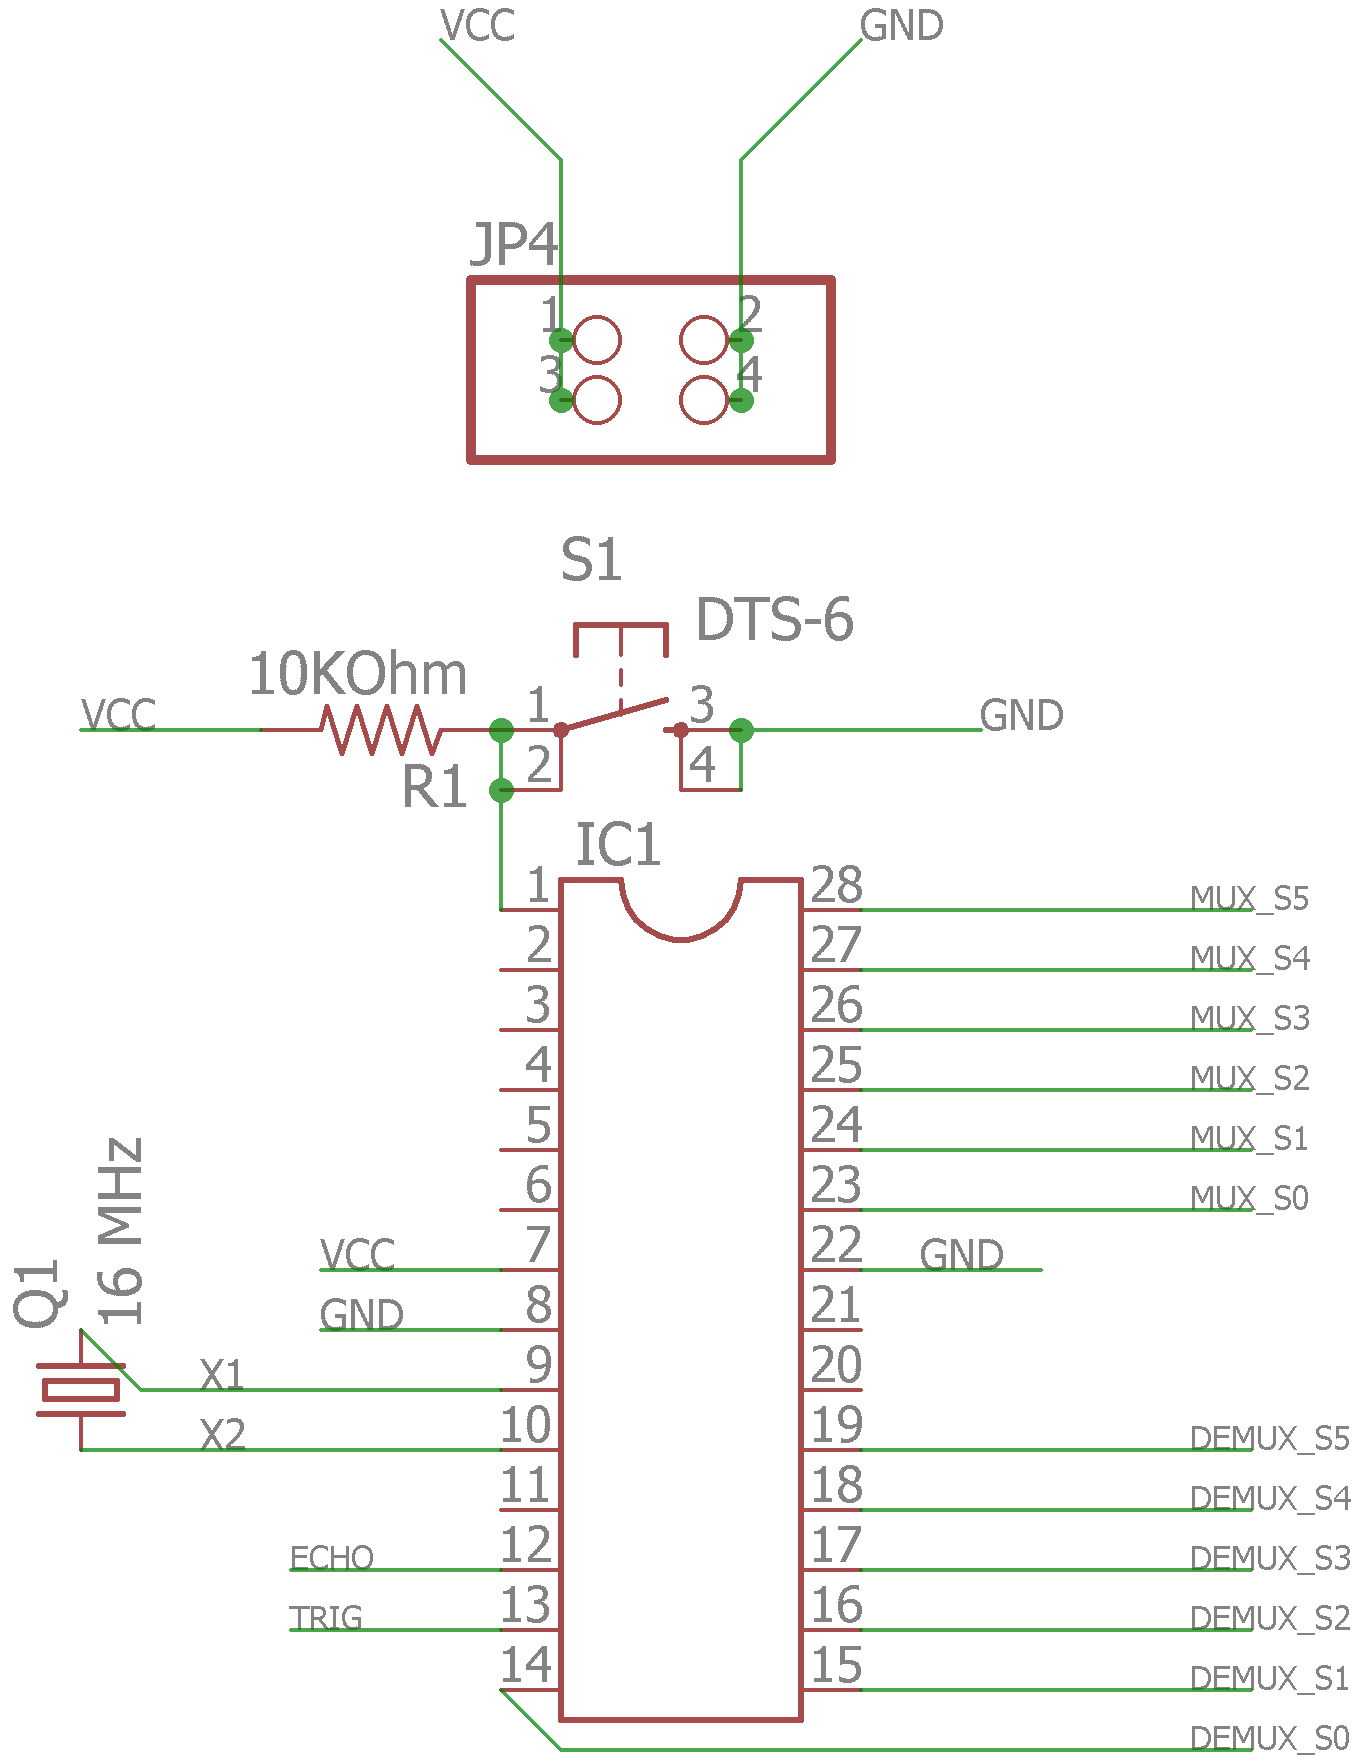 VCC GND
JP4
1 2
3 4
S1
DTS-6
10KOhm
VCC 1 3 GND
2 4
R1
IC1
1 28 MUX_S5
2 27 MUX_S4
3 26 MUX_S3
4 25 MUX_S2
5 24 MUX_S1
6 23 MUX_S0
16 MHz
Q1
VCC 7 22 GND
GND 8 21
X1 9 20
X2 10 19 DEMUX_S5
11 18 DEMUX_S4
ECHO 12 17 DEMUX_S3
TRIG 13 16 DEMUX_S2
14 15 DEMUX_S1
DEMUX_S0